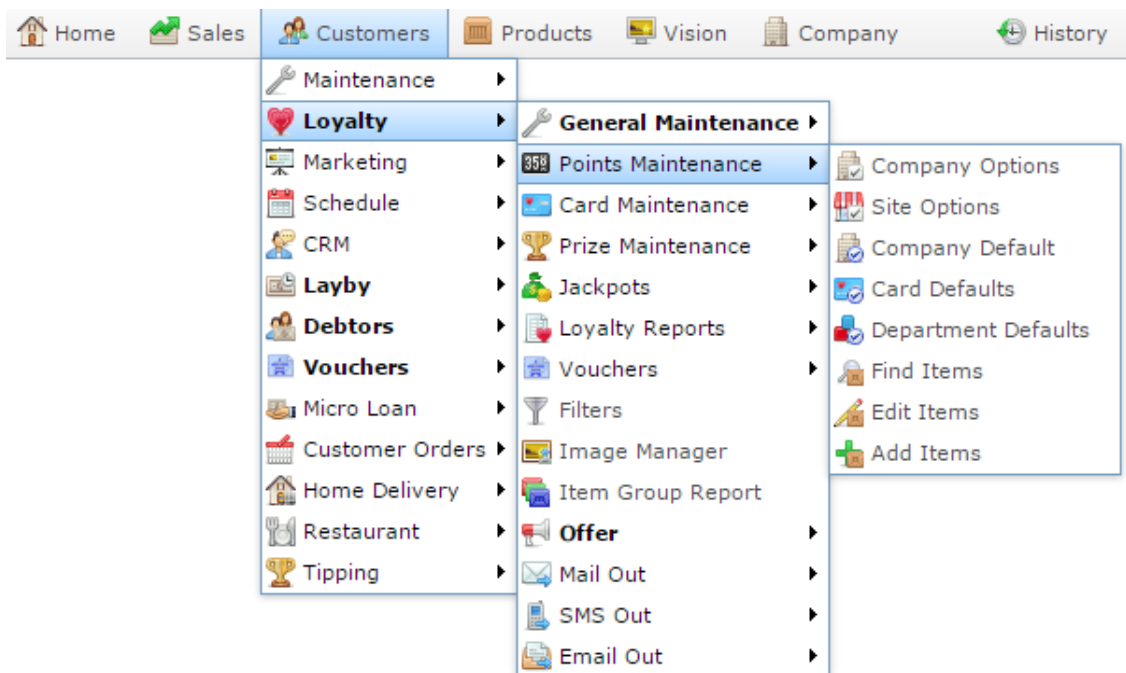 Home Sales Customers Products Vision Company History
Maintenance
Loyalty
Marketing
Schedule
CRM
Layby
Debtors
Vouchers
Micro Loan
Customer Orders
Home Delivery
Restaurant
Tipping
General Maintenance
Points Maintenance
Card Maintenance
Prize Maintenance
Jackpots
Loyalty Reports
Vouchers
Filters
Image Manager
Item Group Report
Offer
Mail Out
SMS Out
Email Out
Company Options
Site Options
Company Default
Card Defaults
Department Defaults
Find Items
Edit Items
Add Items